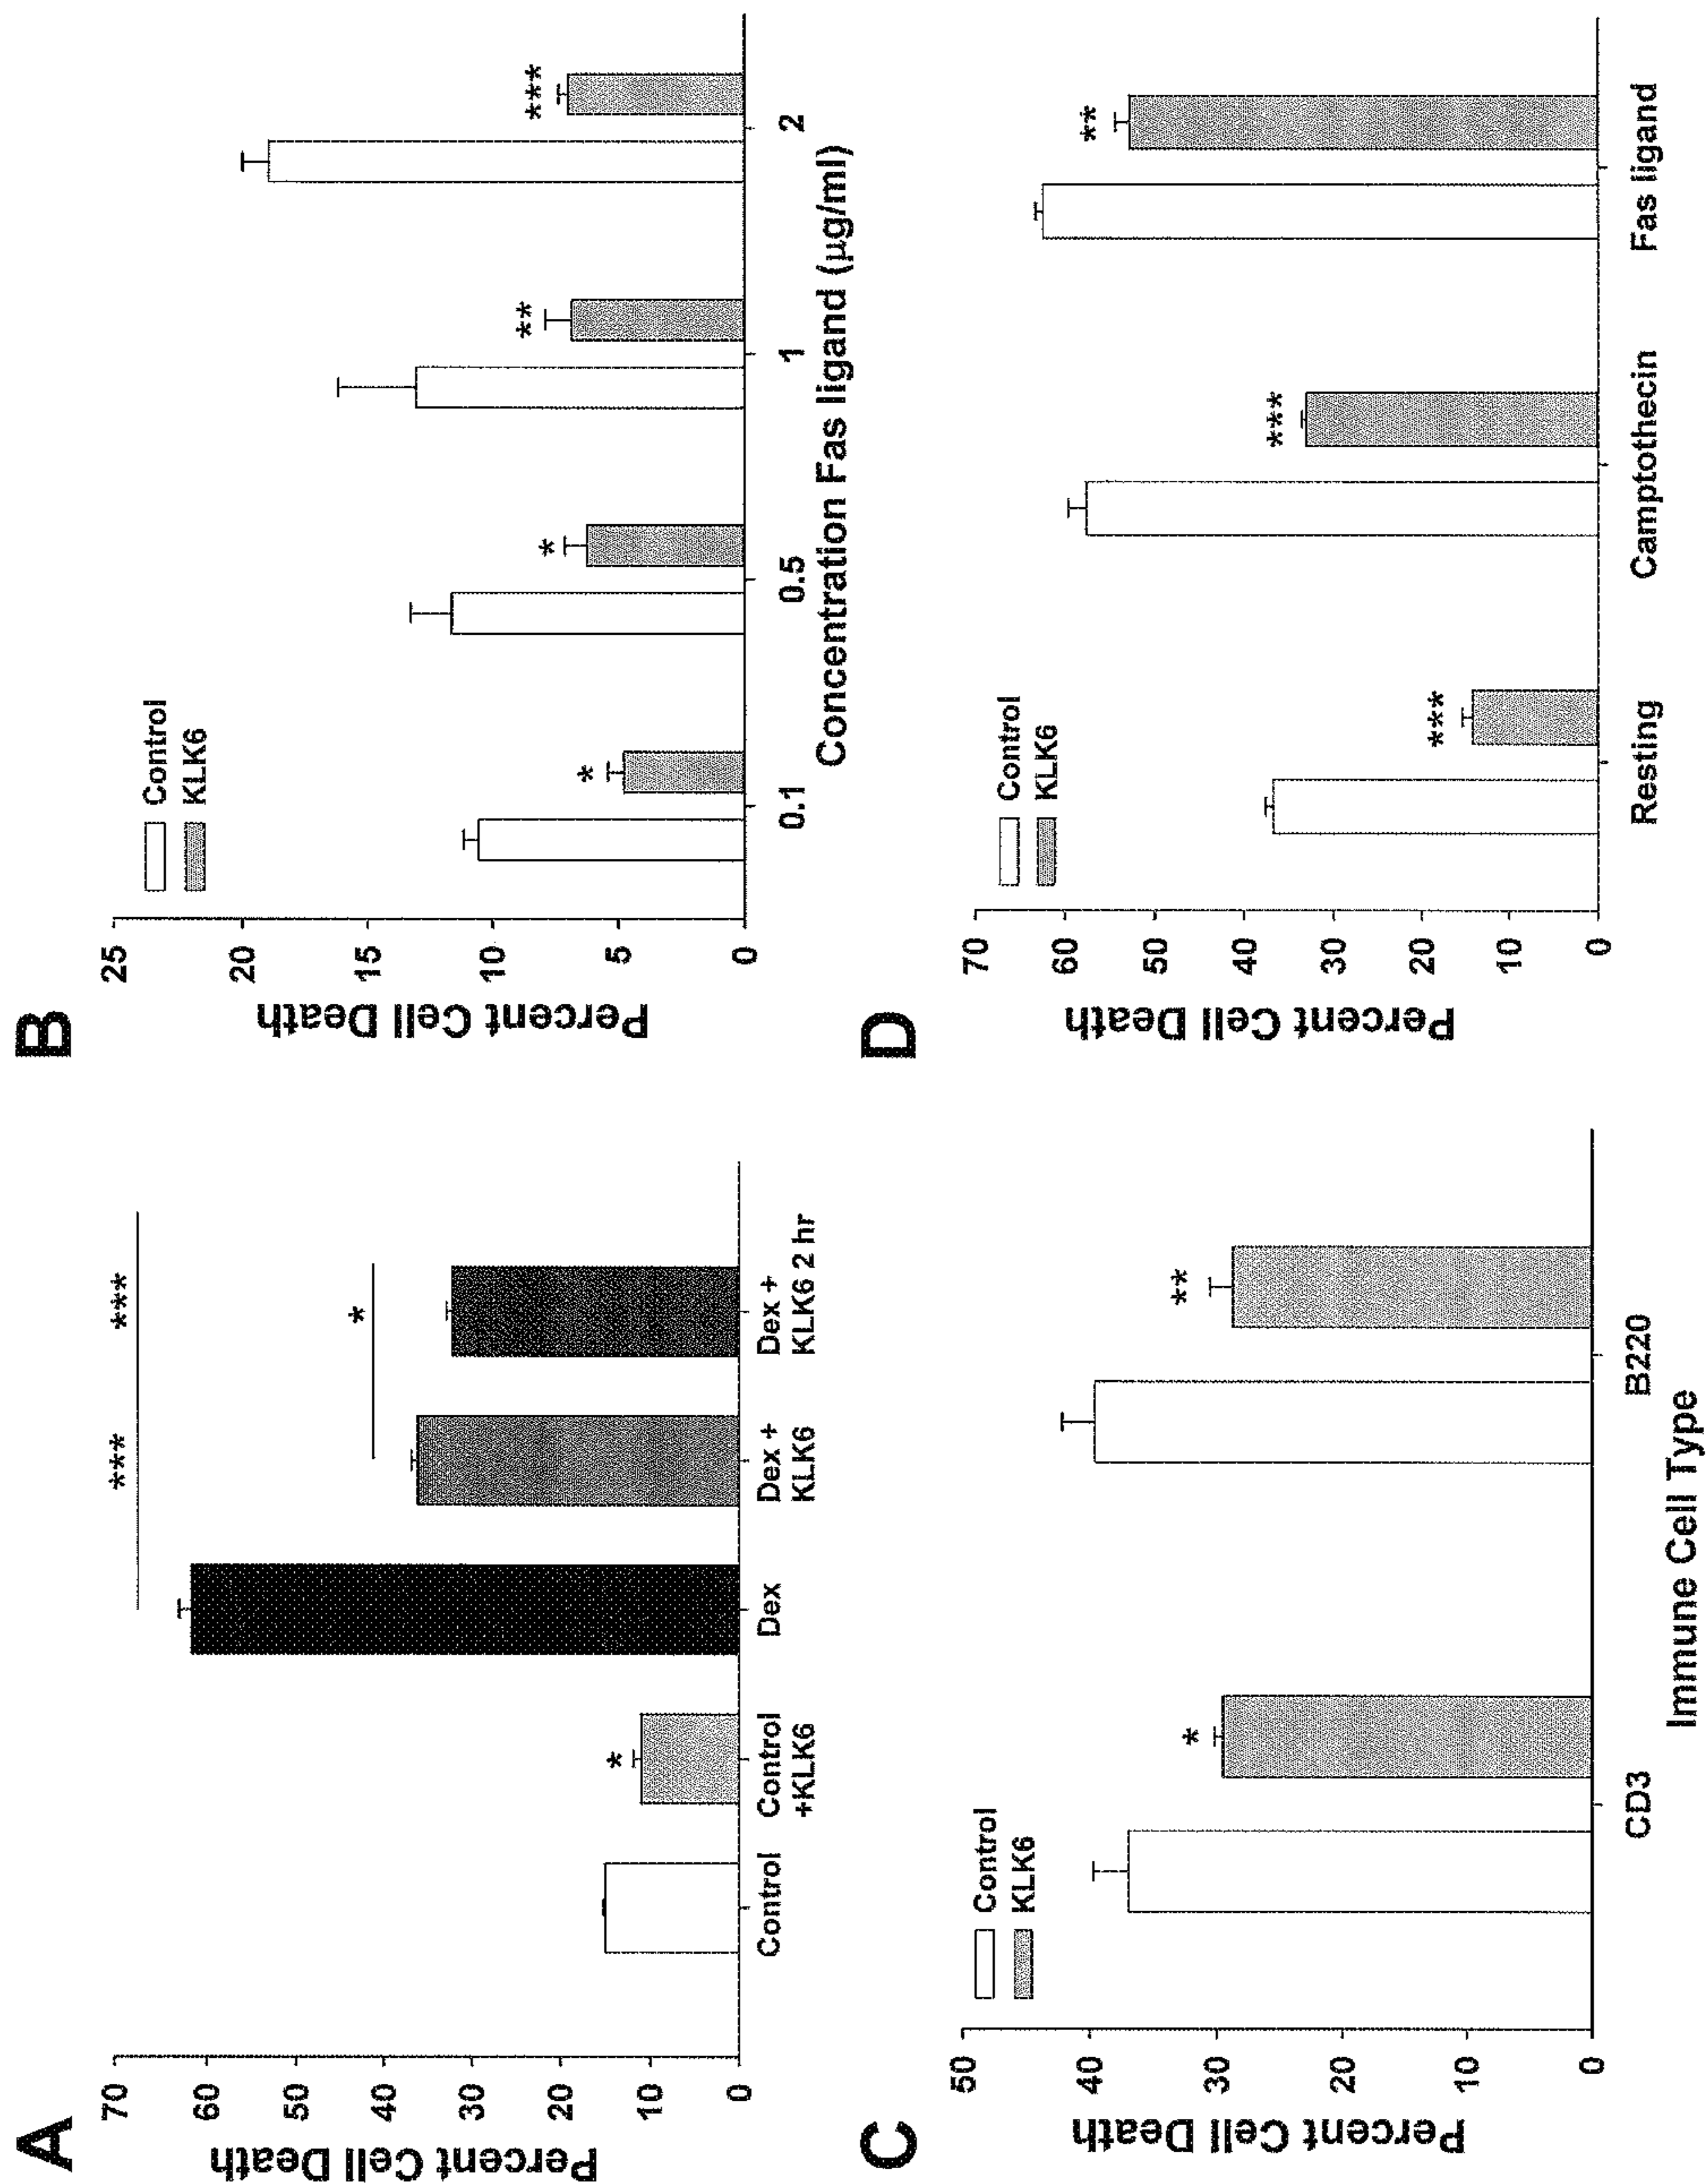 A
Percent Cell Death
70
60
50
40
30
20
10
0
***
***
*
*
Control
Control
+KLK6
Dex
Dex +
KLK6
Dex +
KLK6 2 hr
B
Percent Cell Death
25
20
15
10
5
0
Control
KLK6
*
*
**
***
0.1
0.5
1
2
Concentration Fas ligand (μg/ml)
C
Percent Cell Death
50
40
30
20
10
0
Control
KLK6
*
**
CD3
B220
Immune Cell Type
D
Percent Cell Death
70
60
50
40
30
20
10
0
Control
KLK6
***
***
**
Resting
Camptothecin
Fas ligand